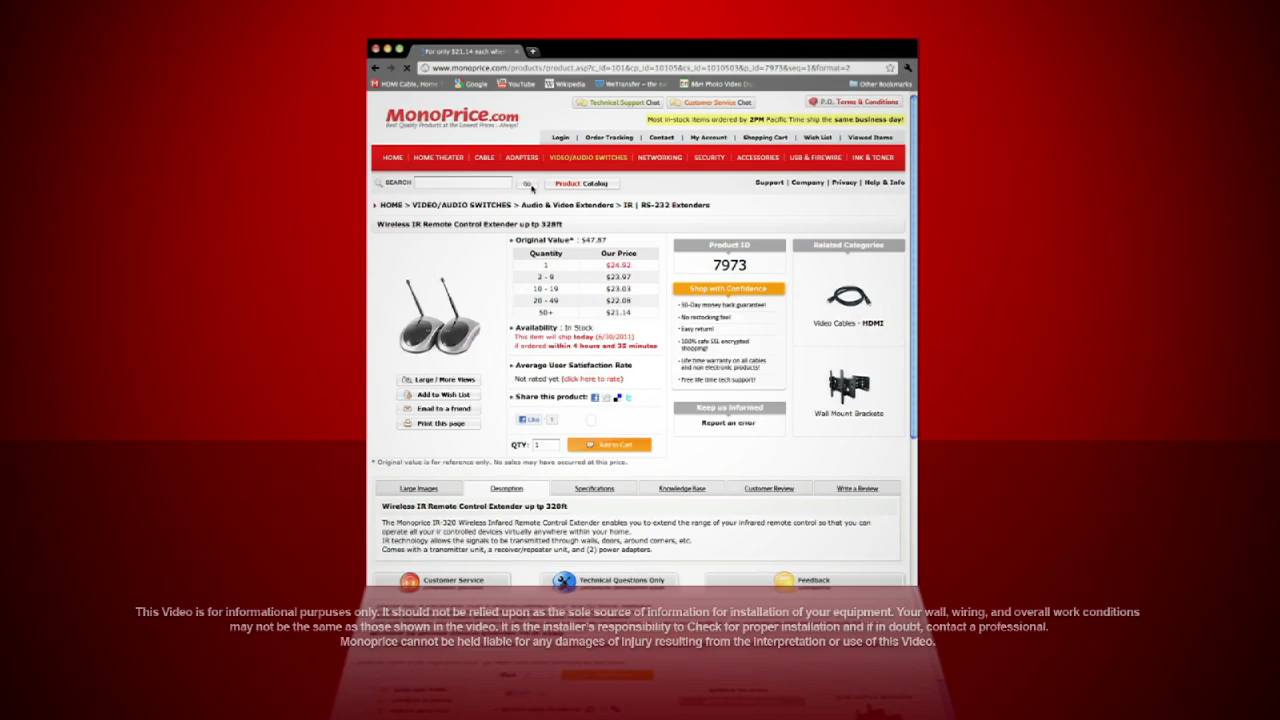 For only $21.14 each when
www.monoprice.com/products/product.asp?c_id=101&cp_id=10105&cs_id=1010503&p_id=7973&seq=1&format=2
HDMI Cable, Home Google YouTube Wikipedia WeTransfer B&H Photo Video Other Bookmarks
Technical Support Chat Customer Service Chat P.O. Terms & Conditions
MONOPRICE.COM
Best Quality Products at the Lowest Prices - Always!
Most in-stock items ordered by 2PM Pacific Time ship the same business day!
Login | Order Tracking | Contact | My Account | Shopping Cart | Wish List | Viewed Items
HOME | HOME THEATER | CABLE | ADAPTERS | VIDEO/AUDIO SWITCHES | NETWORKING | SECURITY | ACCESSORIES | USB & FIREWIRE | INK & TONER
SEARCH Go Product Catalog
Support | Company | Privacy | Help & Info
HOME > VIDEO/AUDIO SWITCHES > Audio & Video Extenders > IR | RS-232 Extenders
Wireless IR Remote Control Extender up tp 328ft
Original Value* : $47.87
Quantity Our Price
1 $24.92
2 - 9 $23.97
10 - 19 $23.03
20 - 49 $22.08
50+ $21.14
Availability : In Stock
This item will ship today (6/30/2011)
if ordered within 4 hours and 35 minutes
Average User Satisfaction Rate
Not rated yet (click here to rate)
Share this product:
Like 1
QTY: 1 Add to Cart
Large / More Views
Add to Wish List
Email to a friend
Print this page
Product ID
7973
Shop with Confidence
30-Day money back guarantee!
No restocking fee!
Easy return!
100% safe SSL encrypted
shopping!
Life time warranty on all cables
and non electronic products!
Free life time tech support!
Keep us informed
Report an error
Related Categories
Video Cables - HDMI
Wall Mount Brackets
* Original value is for reference only. No sales may have occurred at this price.
Large Images Description Specifications Knowledge Base Customer Review Write a Review
Wireless IR Remote Control Extender up tp 320ft
The Monoprice IR-320 Wireless Infared Remote Control Extender enables you to extend the range of your infrared remote control so that you can
operate all your ir controlled devices virtually anywhere within your home.
IR technology allows the signals to be transmitted through walls, doors, around corners, etc.
Comes with a transmitter unit, a receiver/repeater unit, and (2) power adapters.
Customer Service Technical Questions Only Feedback
This Video is for informational purpuses only. It should not be relied upon as the sole source of information for installation of your equipment. Your wall, wiring, and overall work conditions
may not be the same as those shown in the video. It is the installer's responsibility to Check for proper installation and if in doubt, contact a professional.
Monoprice cannot be held liable for any damages of Injury resulting from the Interpretation or use of this Video.